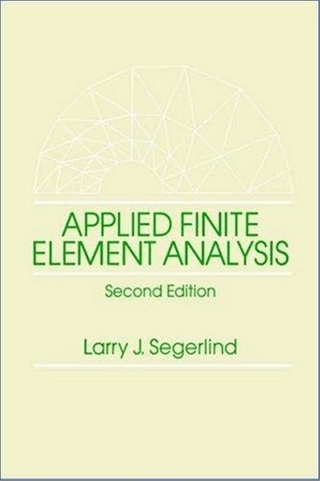 APPLIED FINITE
ELEMENT ANALYSIS
Second Edition
Larry J. Segerlind